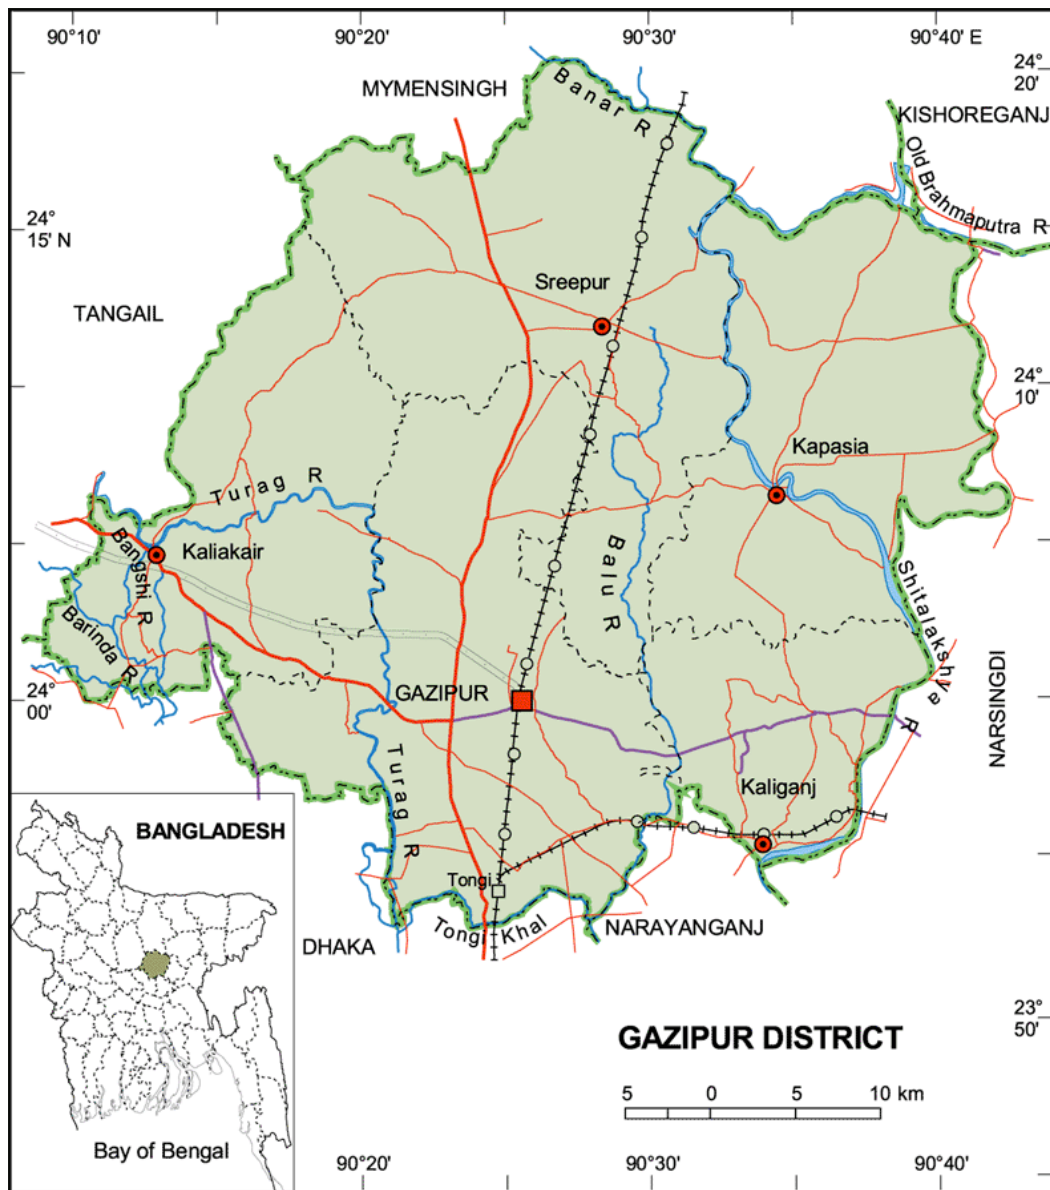 90°10'
90°20'
90°30'
90°40' E
24°
20'
MYMENSINGH
Banar R
KISHOREGANJ
Old Brahmaputra R
24°
15' N
Sreepur
TANGAIL
24°
10'
Kapasia
Turag R
Kaliakair
Bangshi R
Balu R
Shitalakshya R
Barinda R
24°
00'
GAZIPUR
NARSINGDI
Turag R
Kaliganj
BANGLADESH
Tongi
Tongi Khal
NARAYANGANJ
DHAKA
23°
50'
GAZIPUR DISTRICT
5 0 5 10 km
Bay of Bengal
90°20'
90°30'
90°40'